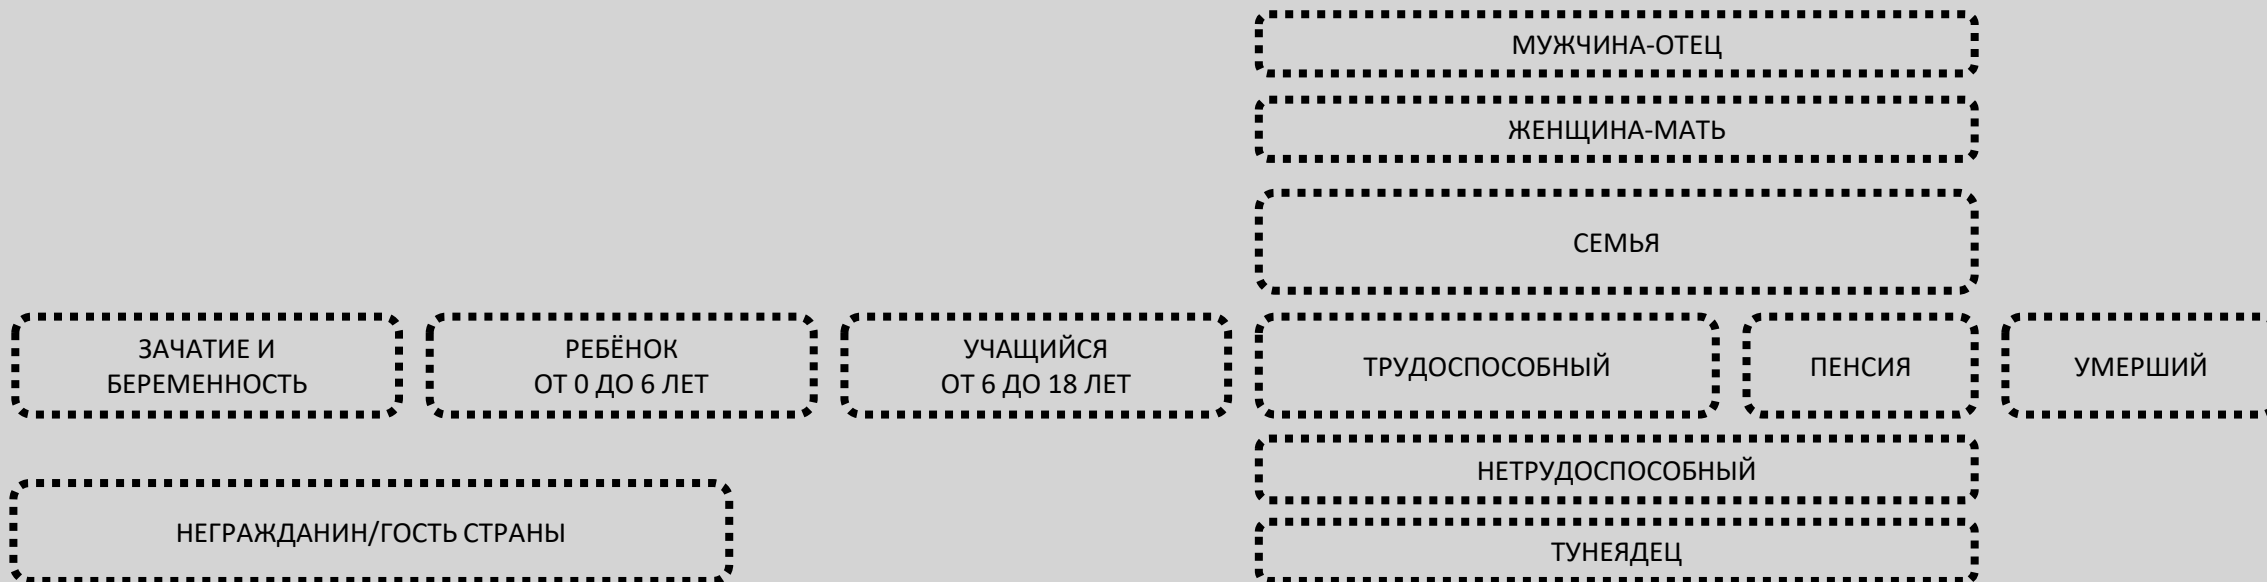 МУЖЧИНА-ОТЕЦ
ЖЕНЩИНА-МАТЬ
СЕМЬЯ
ЗАЧАТИЕ И
БЕРЕМЕННОСТЬ
РЕБЁНОК
ОТ 0 ДО 6 ЛЕТ
УЧАЩИЙСЯ
ОТ 6 ДО 18 ЛЕТ
ТРУДОСПОСОБНЫЙ
ПЕНСИЯ
УМЕРШИЙ
НЕТРУДОСПОСОБНЫЙ
НЕГРАЖДАНИН/ГОСТЬ СТРАНЫ
ТУНЕЯДЕЦ